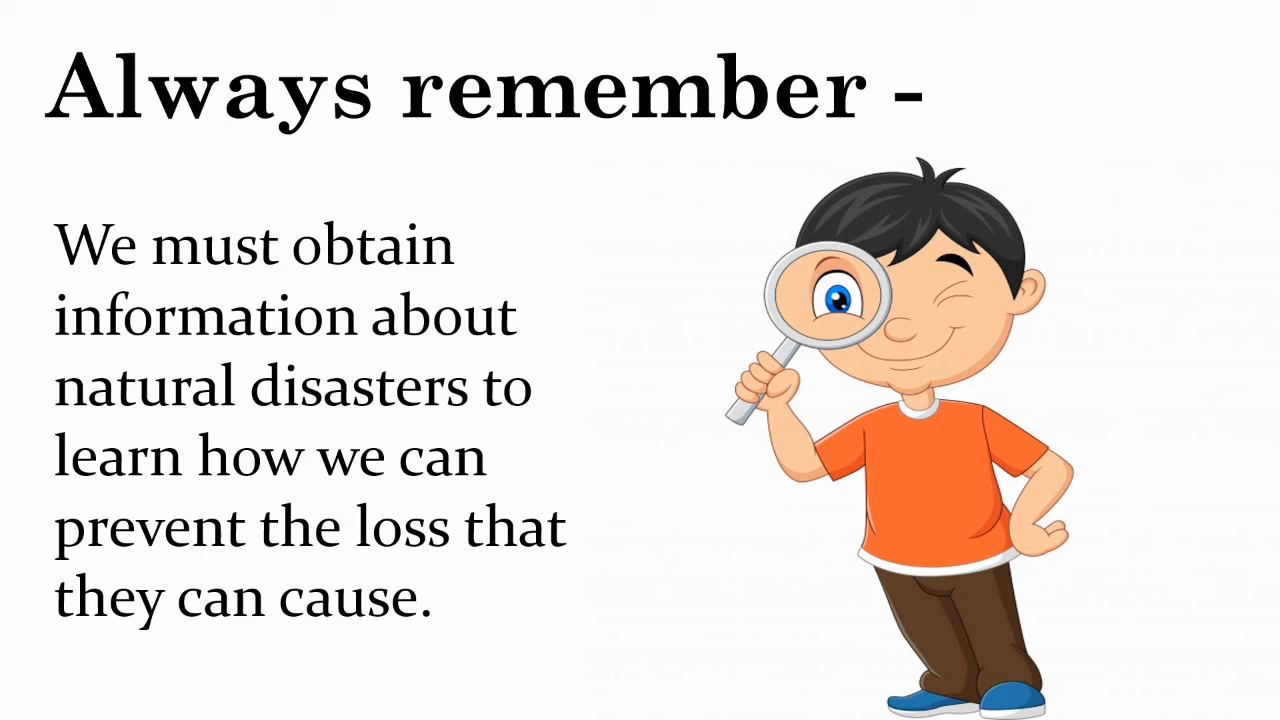 Always remember -
We must obtain
information about
natural disasters to
learn how we can
prevent the loss that
they can cause.